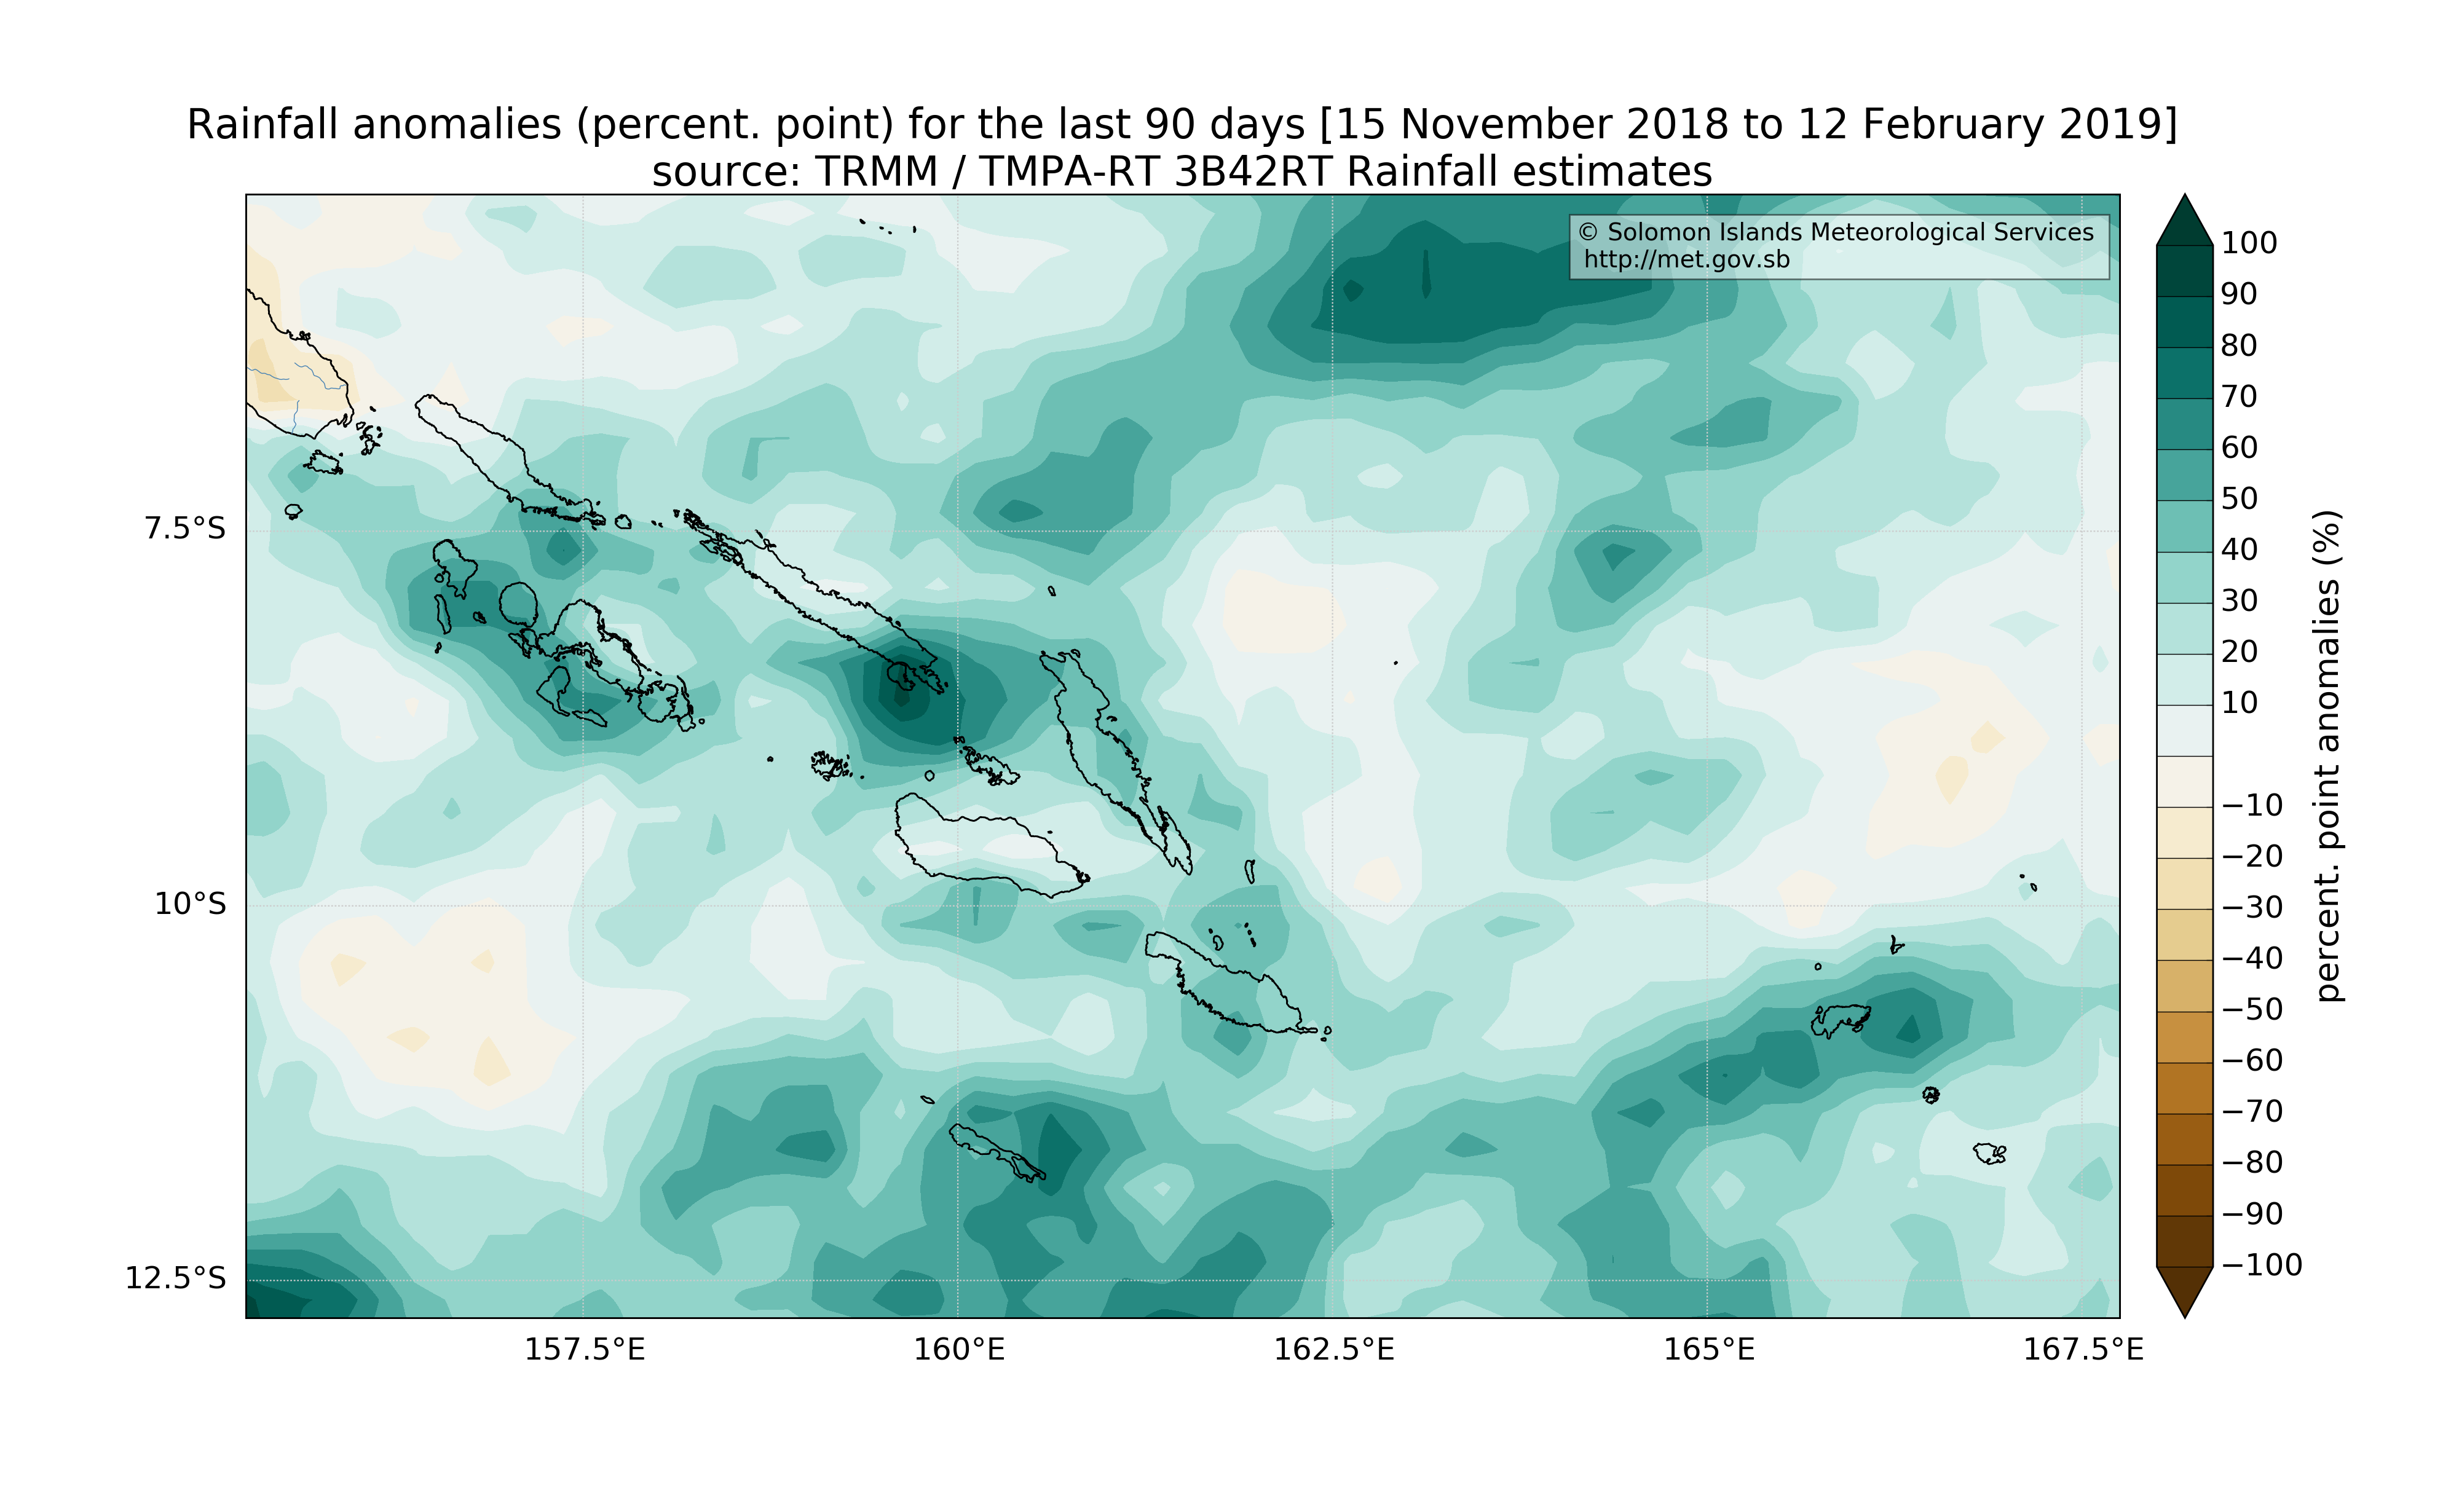 Rainfall anomalies (percent. point) for the last 90 days [15 November 2018 to 12 February 2019]
source: TRMM / TMPA-RT 3B42RT Rainfall estimates
© Solomon Islands Meteorological Services
http://met.gov.sb
7.5°S
10°S
12.5°S
157.5°E
160°E
162.5°E
165°E
167.5°E
100
90
80
70
60
50
40
30
20
10
−10
−20
−30
−40
−50
−60
−70
−80
−90
−100
percent. point anomalies (%)